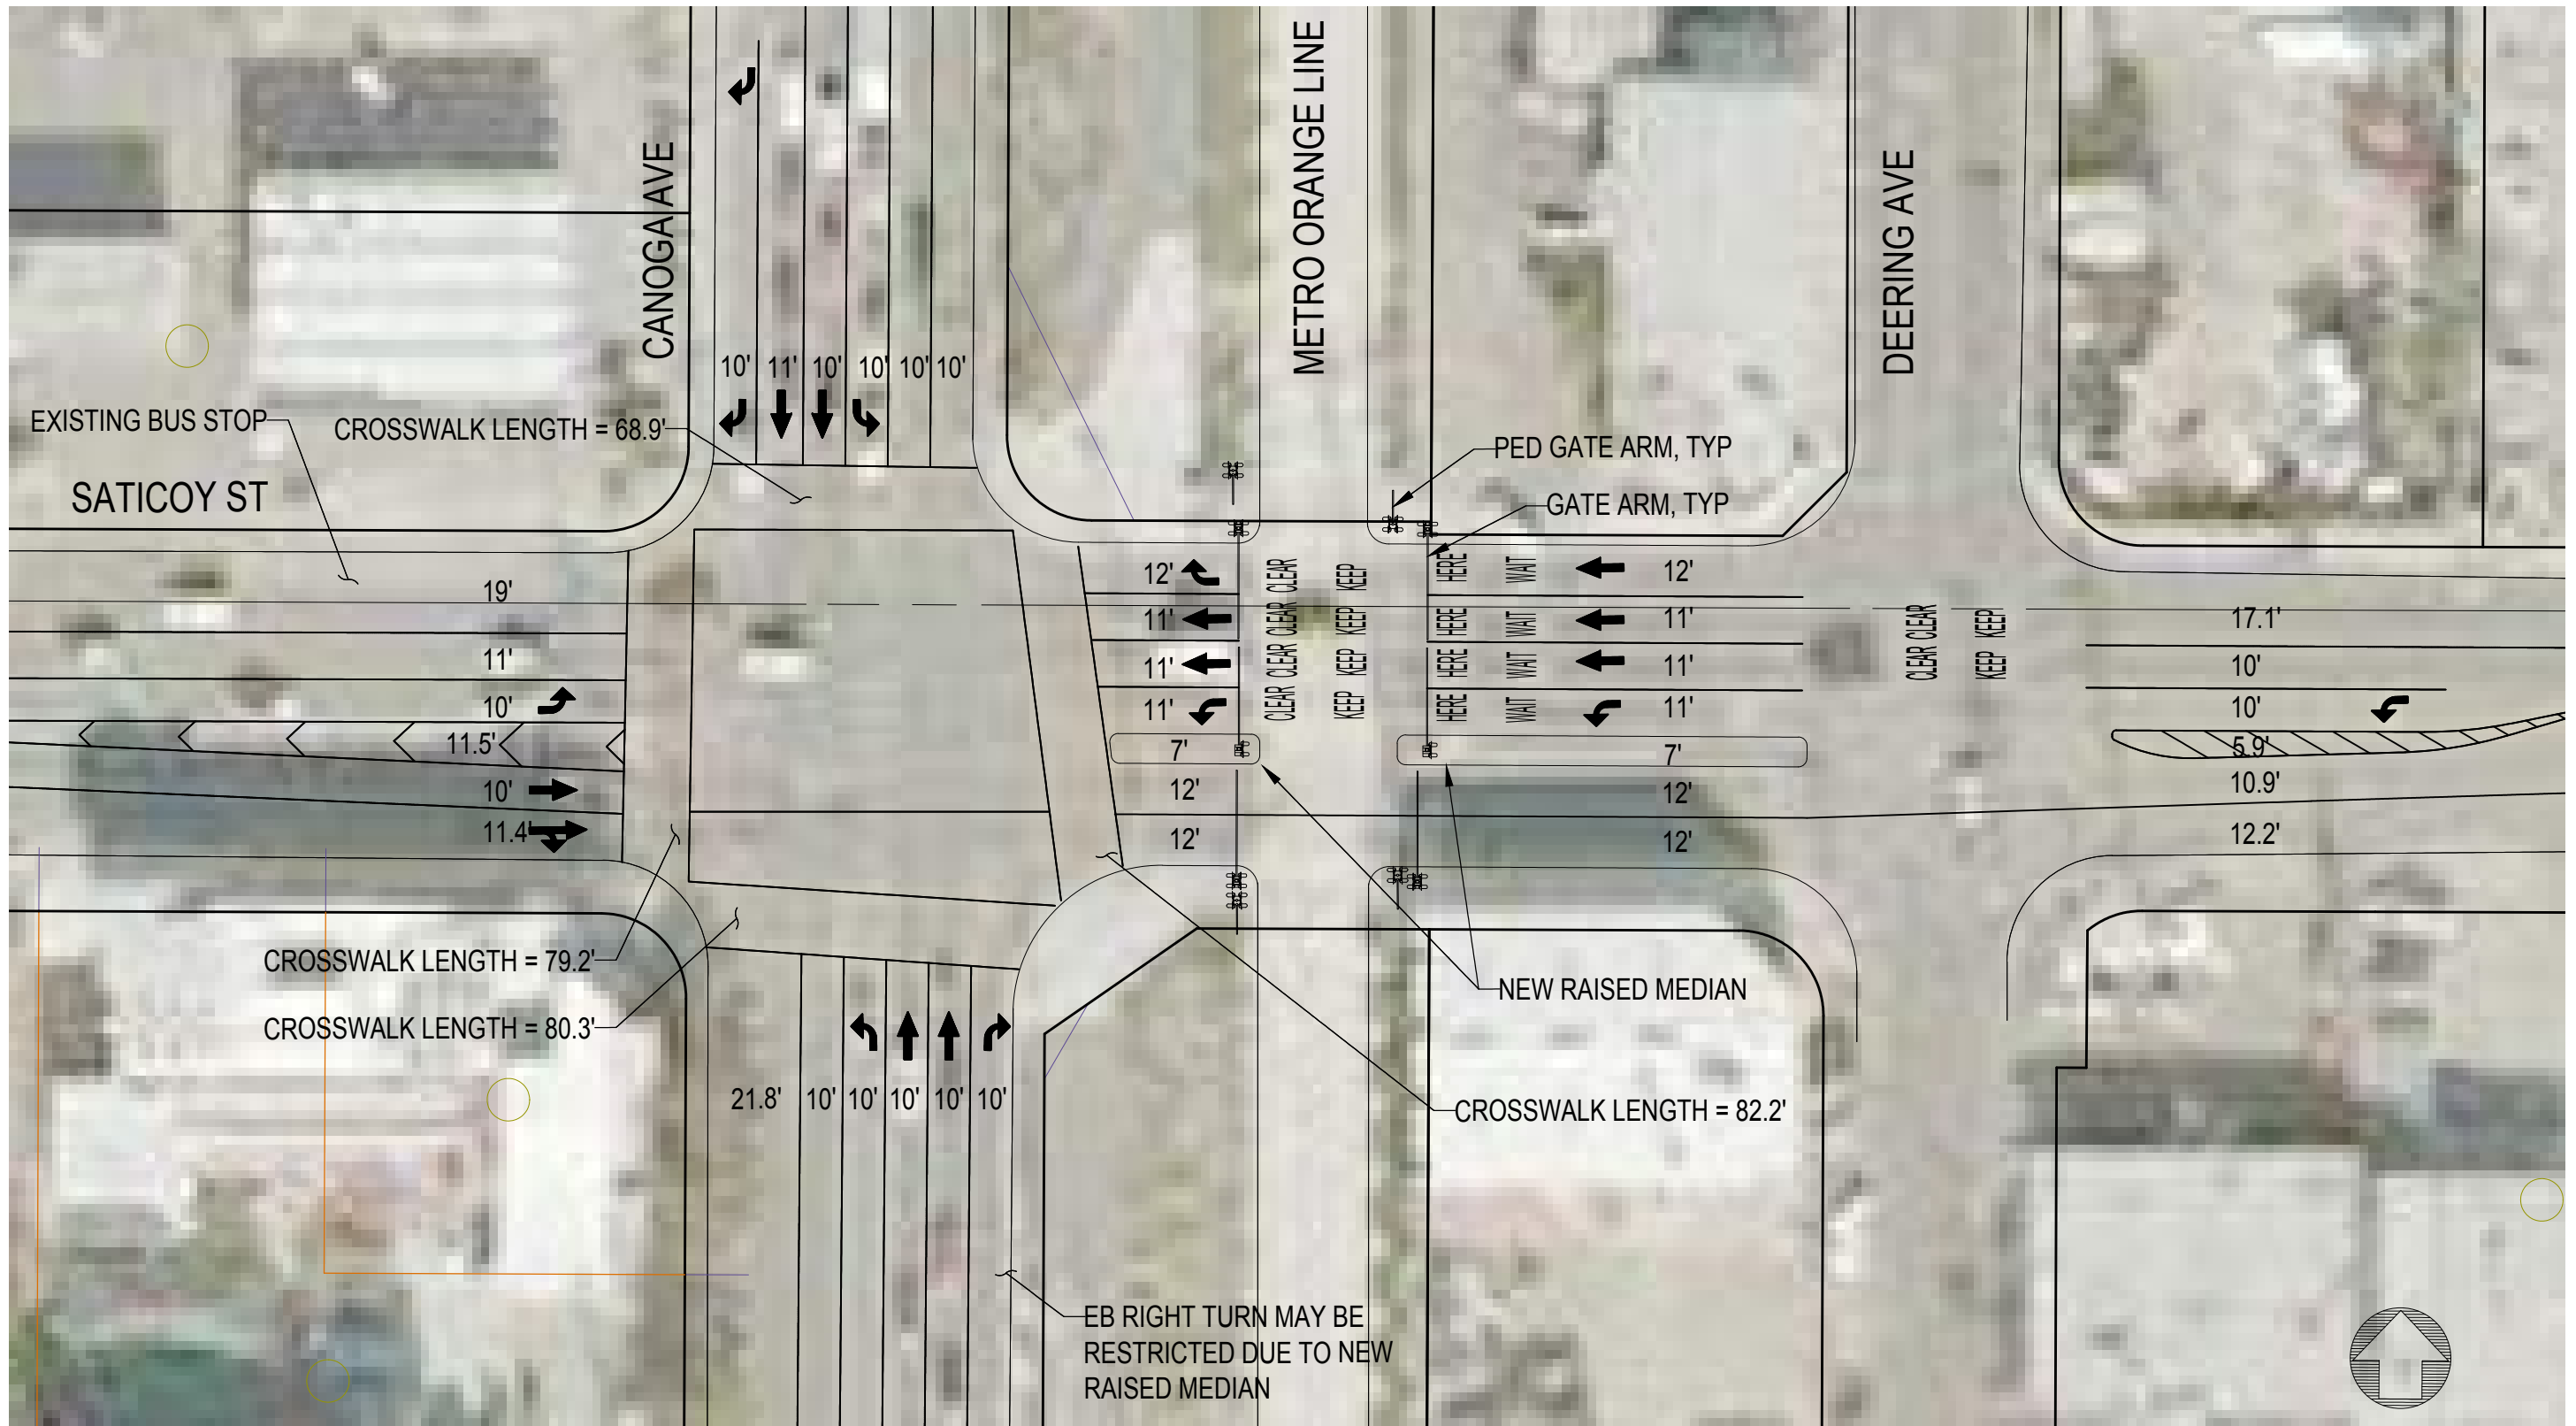 CANOGA AVE
METRO ORANGE LINE
DEERING AVE
10' 11' 10' 10' 10' 10'
EXISTING BUS STOP
CROSSWALK LENGTH = 68.9'
SATICOY ST
PED GATE ARM, TYP
GATE ARM, TYP
19'
11'
10'
11.5'
10'
11.4'
12'
11'
11'
11'
7'
12'
12'
CLEAR CLEAR CLEAR CLEAR CLEAR
KEEP KEEP KEEP KEEP
HERE HERE HERE HERE
WAIT WAIT WAIT WAIT
12'
11'
11'
11'
7'
12'
12'
CLEAR CLEAR
KEEP KEEP
17.1'
10'
10'
5.9'
10.9'
12.2'
CROSSWALK LENGTH = 79.2'
CROSSWALK LENGTH = 80.3'
NEW RAISED MEDIAN
21.8' 10' 10' 10' 10' 10'
CROSSWALK LENGTH = 82.2'
EB RIGHT TURN MAY BE
RESTRICTED DUE TO NEW
RAISED MEDIAN